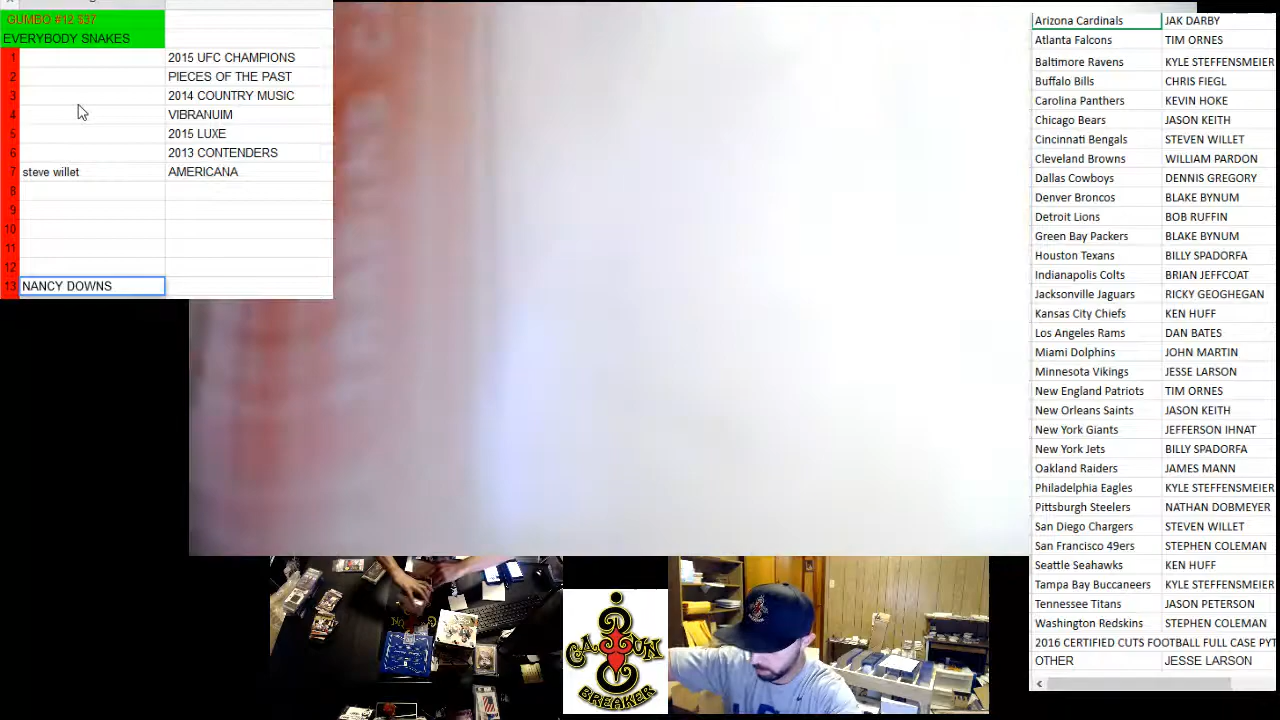 GUMBO #12 $37
EVERYBODY SNAKES
1 2015 UFC CHAMPIONS
2 PIECES OF THE PAST
3 2014 COUNTRY MUSIC
4 VIBRANUIM
5 2015 LUXE
6 2013 CONTENDERS
7 steve willet AMERICANA
8
9
10
11
12
13 NANCY DOWNS
Arizona Cardinals JAK DARBY
Atlanta Falcons TIM ORNES
Baltimore Ravens KYLE STEFFENSMEIER
Buffalo Bills CHRIS FIEGL
Carolina Panthers KEVIN HOKE
Chicago Bears JASON KEITH
Cincinnati Bengals STEVEN WILLET
Cleveland Browns WILLIAM PARDON
Dallas Cowboys DENNIS GREGORY
Denver Broncos BLAKE BYNUM
Detroit Lions BOB RUFFIN
Green Bay Packers BLAKE BYNUM
Houston Texans BILLY SPADORFA
Indianapolis Colts BRIAN JEFFCOAT
Jacksonville Jaguars RICKY GEOGHEGAN
Kansas City Chiefs KEN HUFF
Los Angeles Rams DAN BATES
Miami Dolphins JOHN MARTIN
Minnesota Vikings JESSE LARSON
New England Patriots TIM ORNES
New Orleans Saints JASON KEITH
New York Giants JEFFERSON IHNAT
New York Jets BILLY SPADORFA
Oakland Raiders JAMES MANN
Philadelphia Eagles KYLE STEFFENSMEIER
Pittsburgh Steelers NATHAN DOBMEYER
San Diego Chargers STEVEN WILLET
San Francisco 49ers STEPHEN COLEMAN
Seattle Seahawks KEN HUFF
Tampa Bay Buccaneers KYLE STEFFENSMEIER
Tennessee Titans JASON PETERSON
Washington Redskins STEPHEN COLEMAN
2016 CERTIFIED CUTS FOOTBALL FULL CASE PYT
OTHER JESSE LARSON
CAJUN
BREAKER